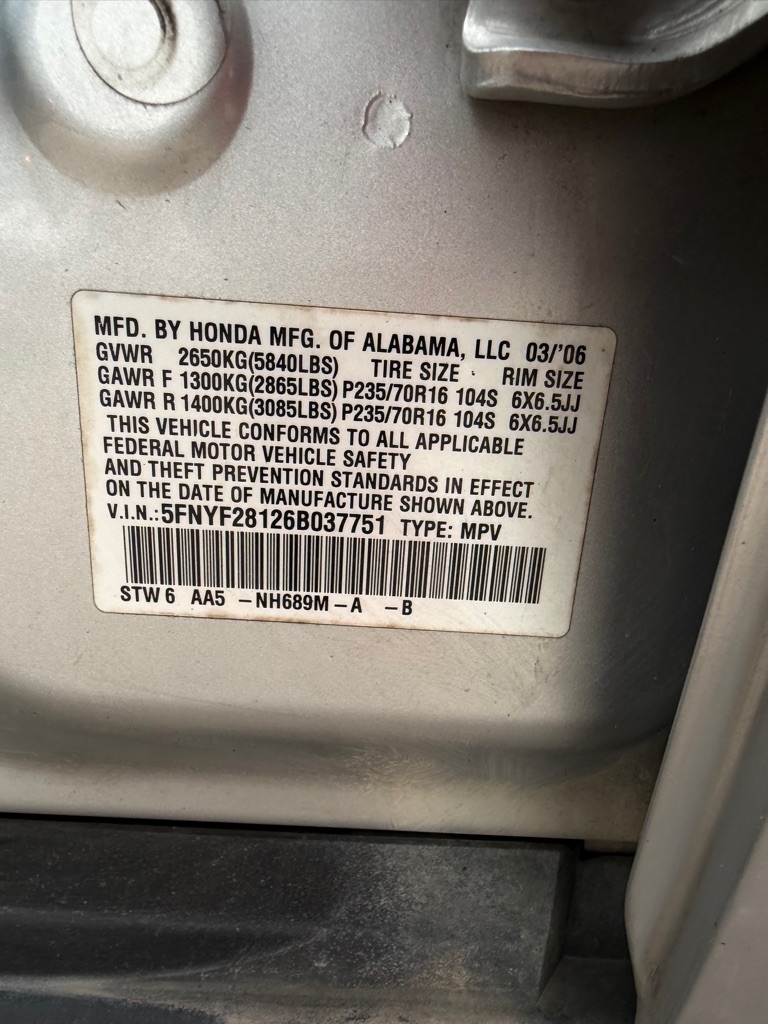 MFD. BY HONDA MFG. OF ALABAMA, LLC 03/'06
GVWR 2650KG(5840LBS) TIRE SIZE RIM SIZE
GAWR F 1300KG(2865LBS) P235/70R16 104S 6X6.5JJ
GAWR R 1400KG(3085LBS) P235/70R16 104S 6X6.5JJ
THIS VEHICLE CONFORMS TO ALL APPLICABLE
FEDERAL MOTOR VEHICLE SAFETY
AND THEFT PREVENTION STANDARDS IN EFFECT
ON THE DATE OF MANUFACTURE SHOWN ABOVE.
V.I.N.:5FNYF28126B037751 TYPE: MPV
STW 6 AA5 –NH689M–A –B